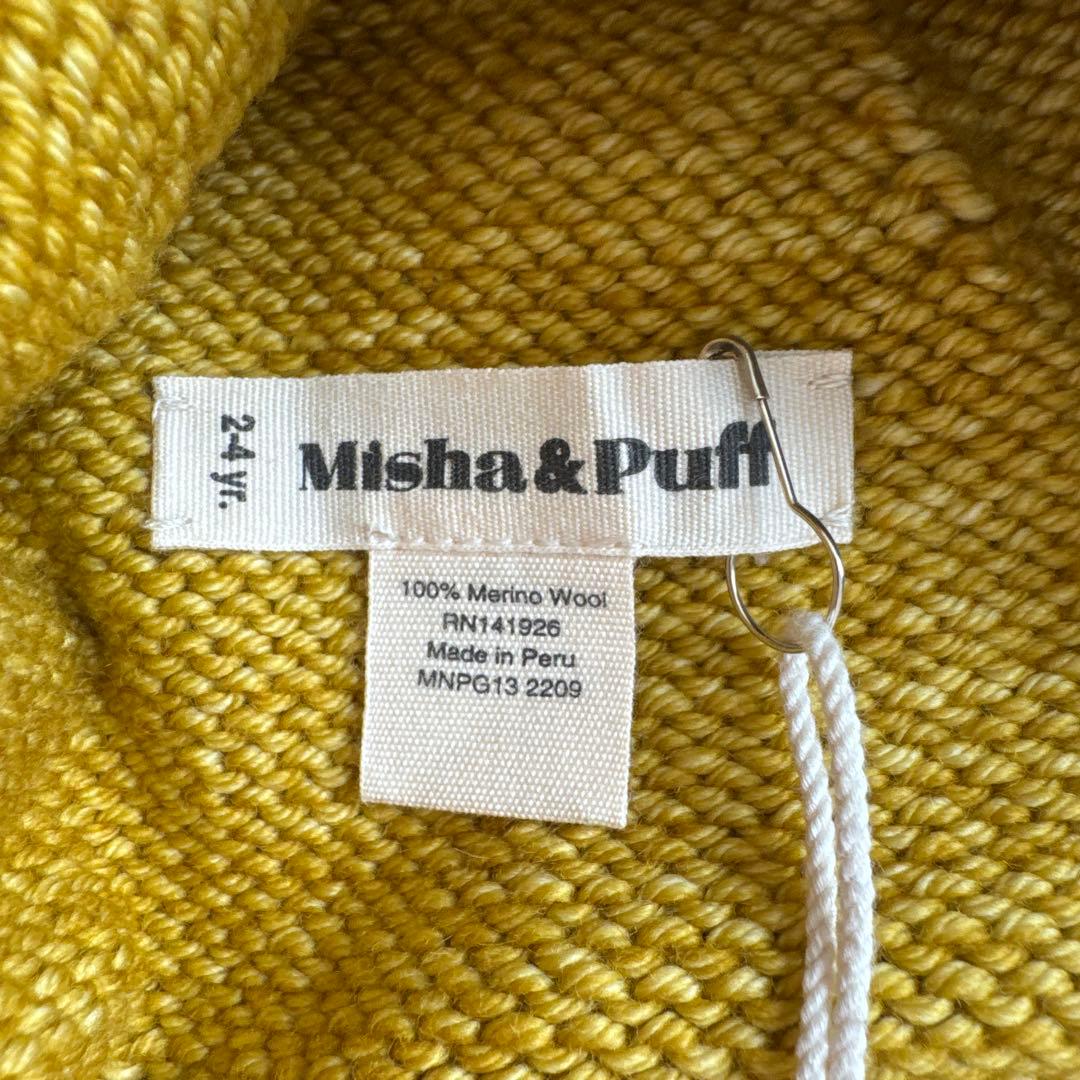 2-4 yr.
Misha&Puff
100% Merino Wool
RN141926
Made in Peru
MNPG13 2209